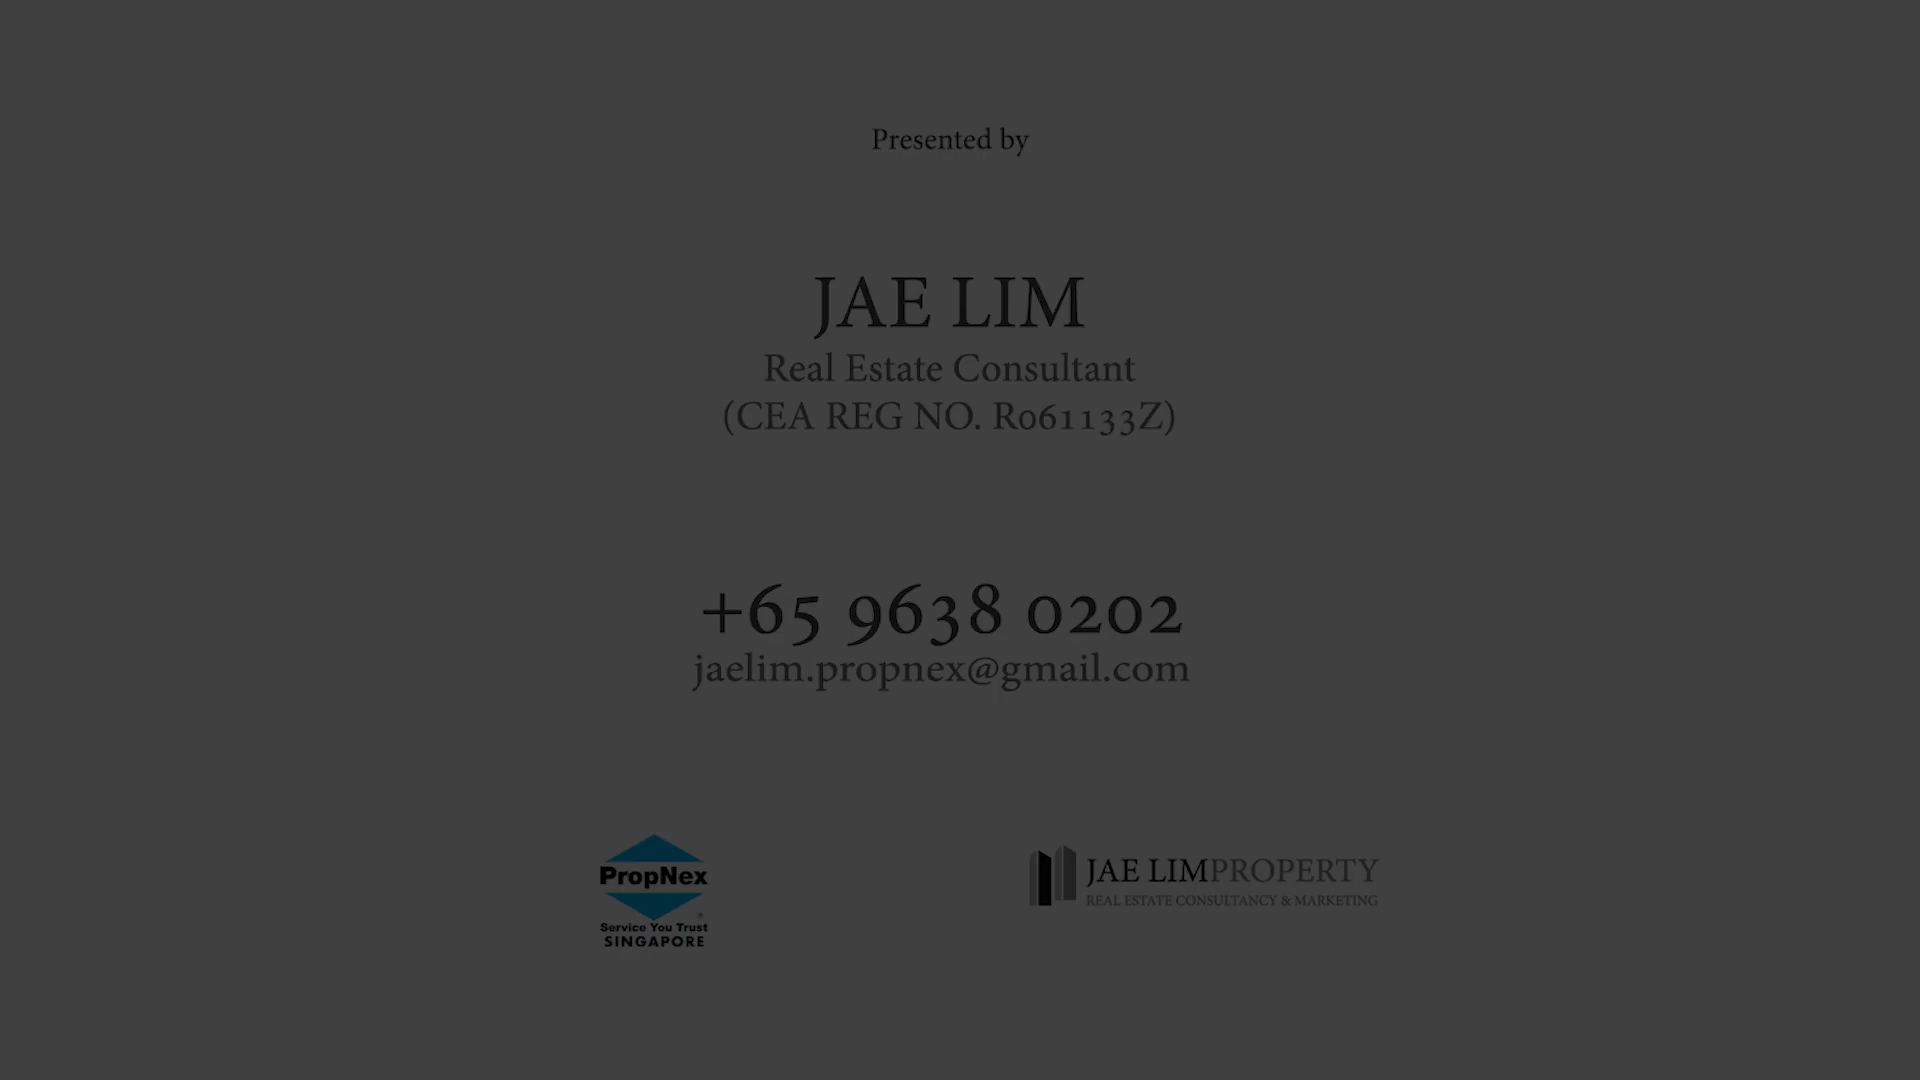 Presented by
JAE LIM
Real Estate Consultant
(CEA REG NO. R061133Z)
+65 9638 0202
jaelim.propnex@gmail.com
PropNex
®
Service You Trust
SINGAPORE
JAE LIMPROPERTY
REAL ESTATE CONSULTANCY & MARKETING